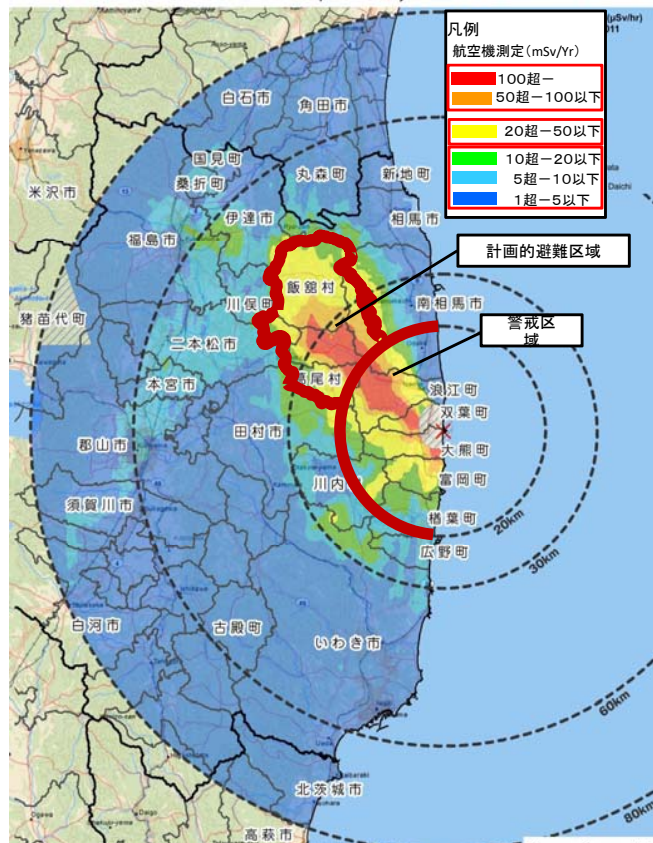 (μSv/hr)
凡例
航空機測定(mSv/Yr)
100超ー
50超ー100以下
20超ー50以下
10超ー20以下
5超ー10以下
1超ー5以下
Daichi
白石市
角田市
米沢市
国見町
桑折町
丸森町
新地町
伊達市
相馬市
福島市
計画的避難区域
飯舘村
川俣町
南相馬市
猪苗代町
警戒区
域
二本松市
葛尾村
浪江町
本宮市
双葉町
田村市
郡山市
大熊町
川内
富岡町
須賀川市
楢葉町
20km
広野町
30km
白河市
古殿町
いわき市
60km
北茨城市
80km
Ogawa
Daigo
高萩市